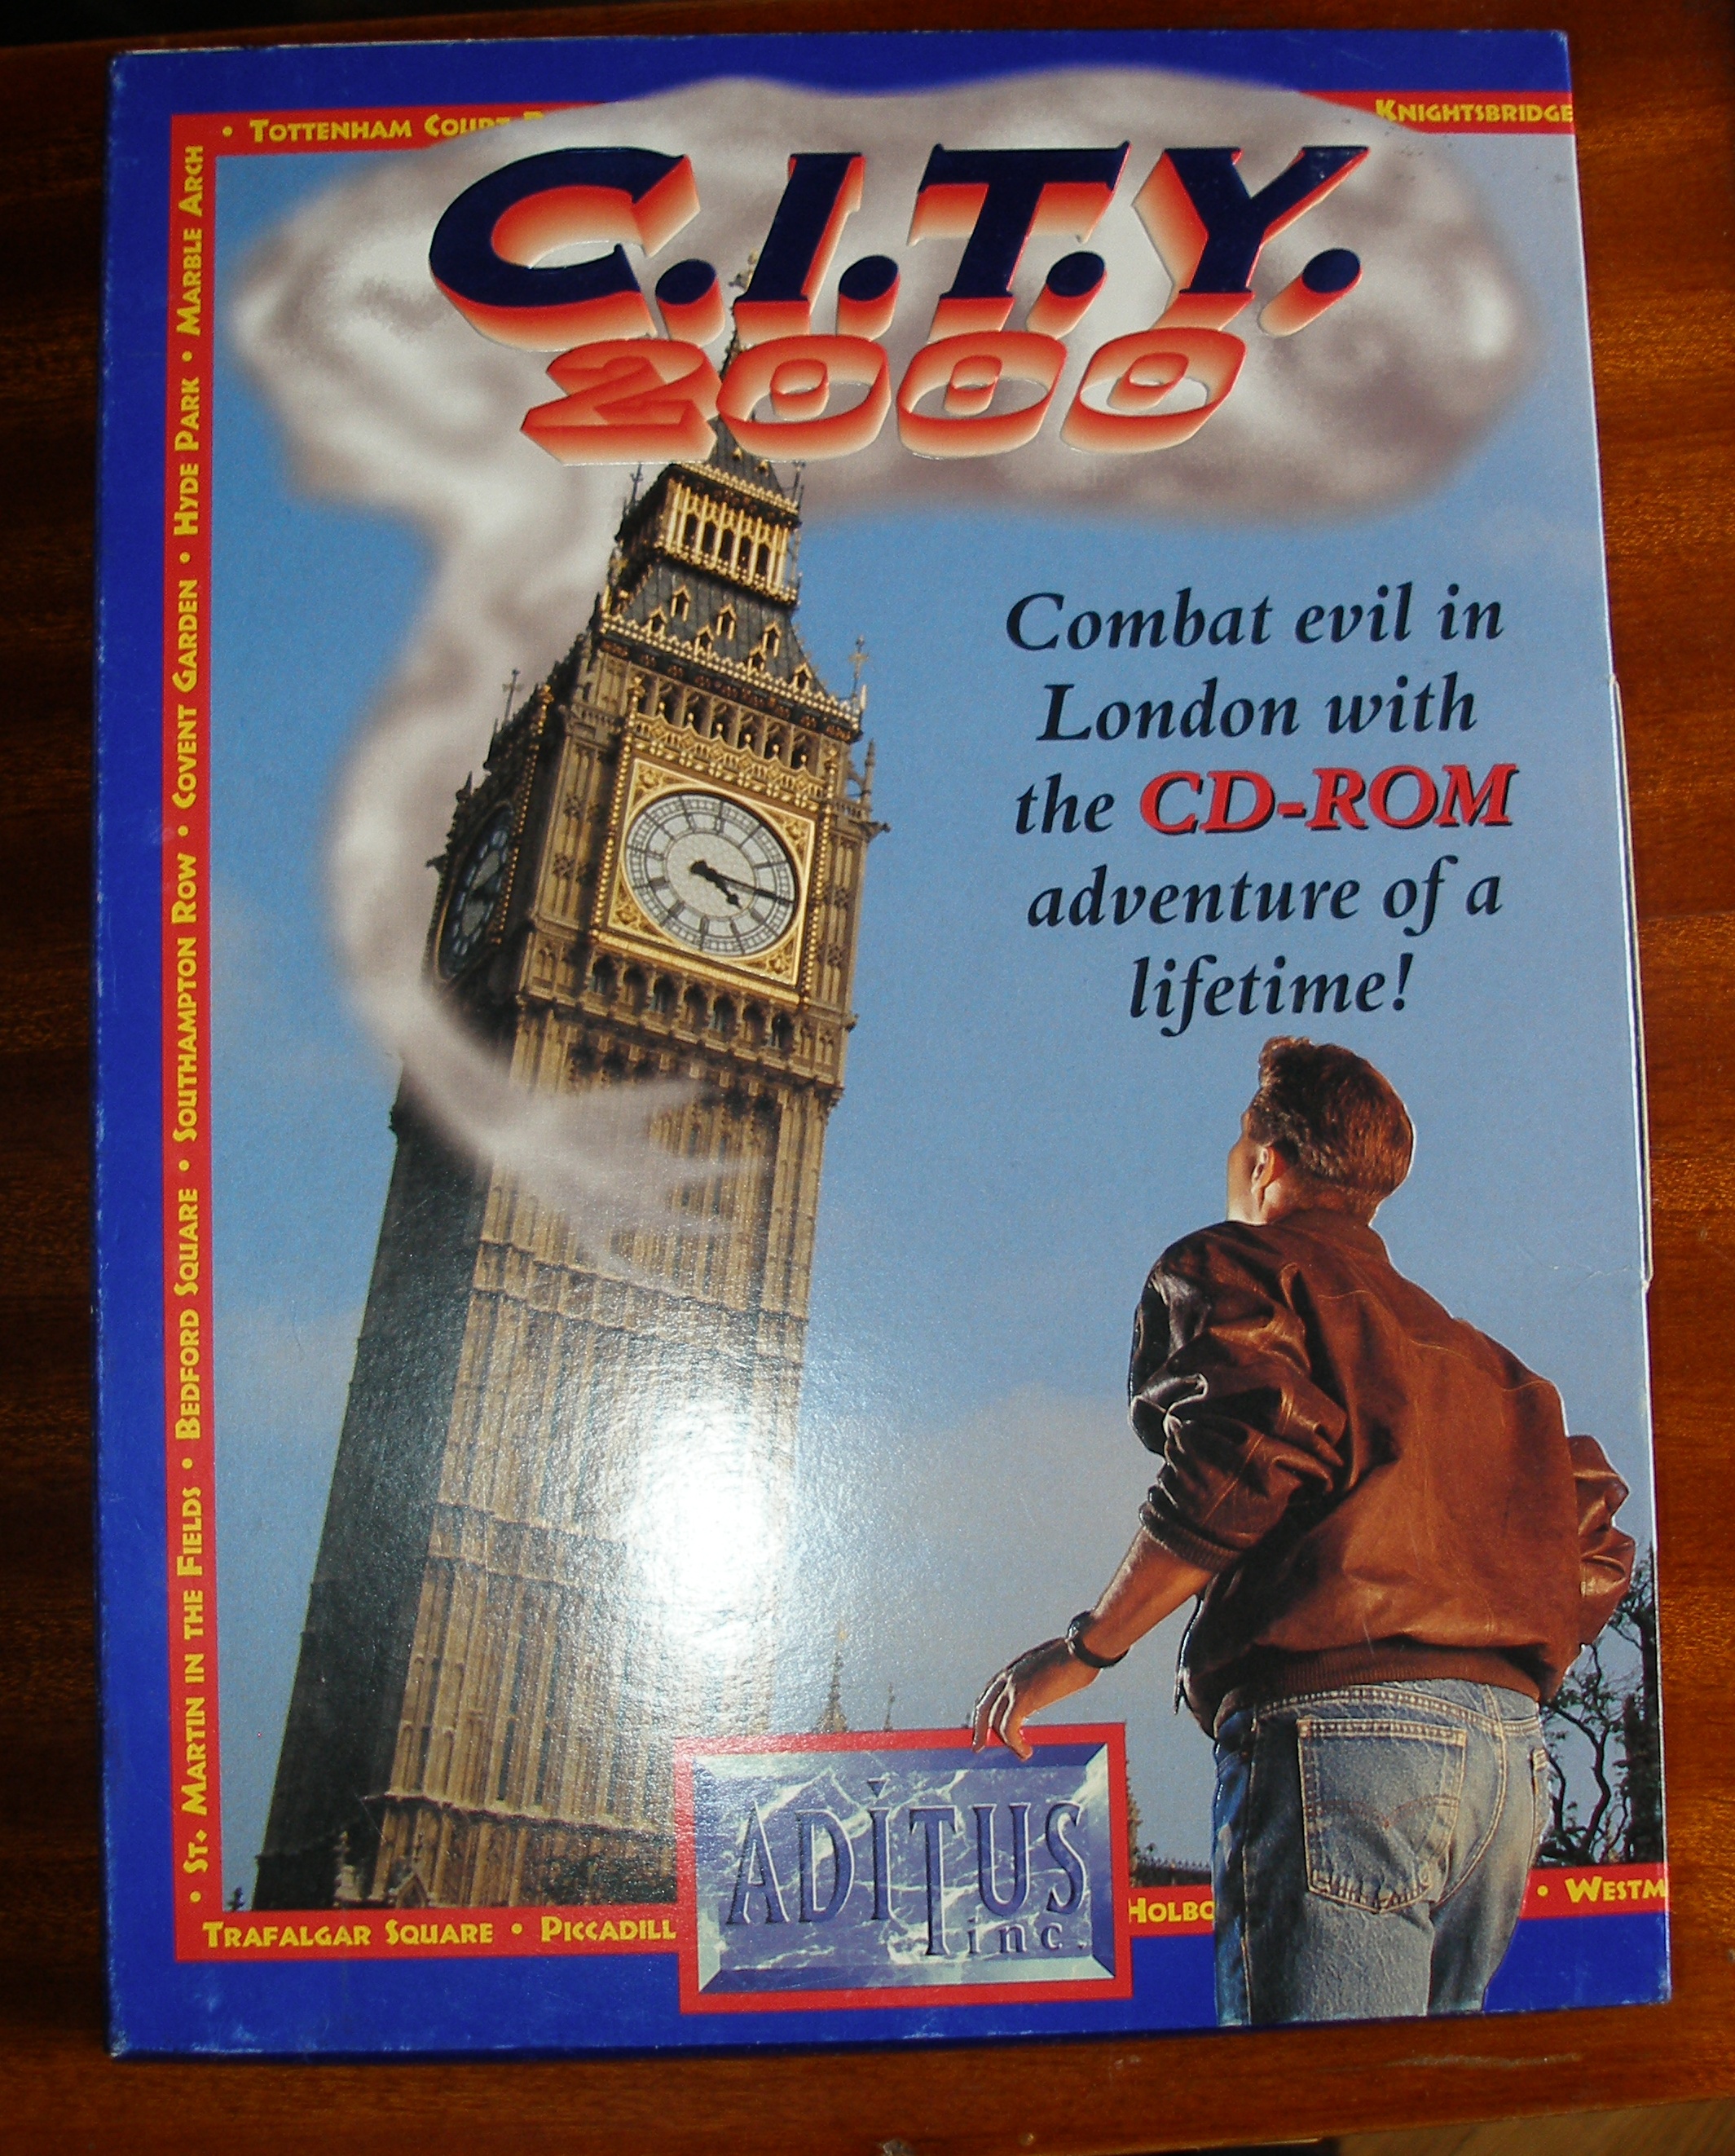 • TOTTENHAM COURT
KNIGHTSBRIDGE
C.I.T.Y.
2000
Combat evil in
London with
the CD-ROM
adventure of a
lifetime!
• ST. MARTIN IN THE FIELDS • BEDFORD SQUARE • SOUTHAMPTON ROW • COVENT GARDEN • HYDE PARK • MARBLE ARCH
ADITUS
inc.
TRAFALGAR SQUARE • PICCADILL
HOLBO
• WESTM